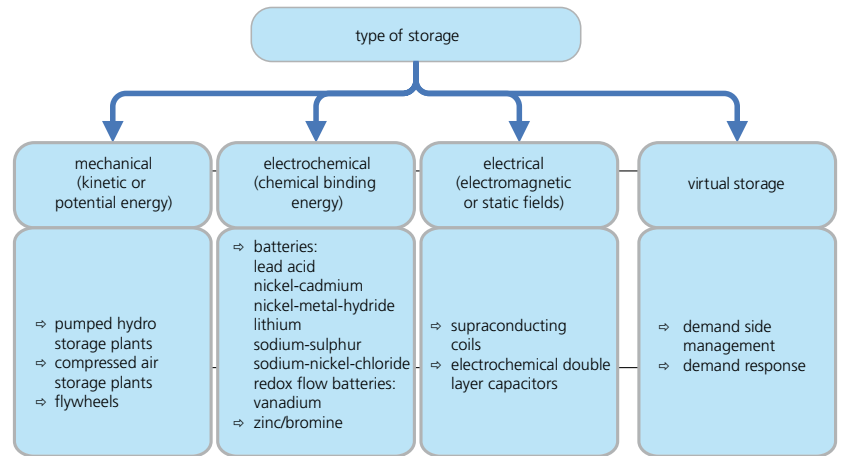 type of storage
mechanical
(kinetic or
potential energy)
electrochemical
(chemical binding
energy)
electrical
(electromagnetic
or static fields)
virtual storage
⇨ pumped hydro
storage plants
⇨ compressed air
storage plants
⇨ flywheels
⇨ batteries:
lead acid
nickel-cadmium
nickel-metal-hydride
lithium
sodium-sulphur
sodium-nickel-chloride
redox flow batteries:
vanadium
⇨ zinc/bromine
⇨ supraconducting
coils
⇨ electrochemical double
layer capacitors
⇨ demand side
management
⇨ demand response